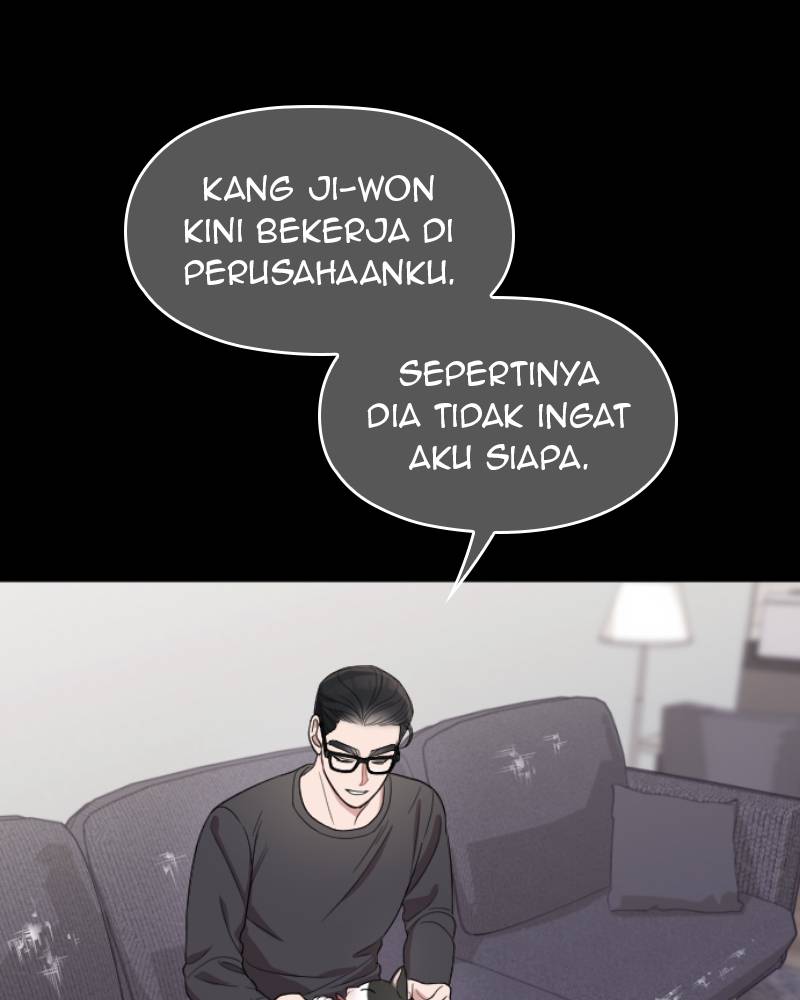 KANG JI-WON
KINI BEKERJA DI
PERUSAHAANKU.
SEPERTINYA
DIA TIDAK INGAT
AKU SIAPA.